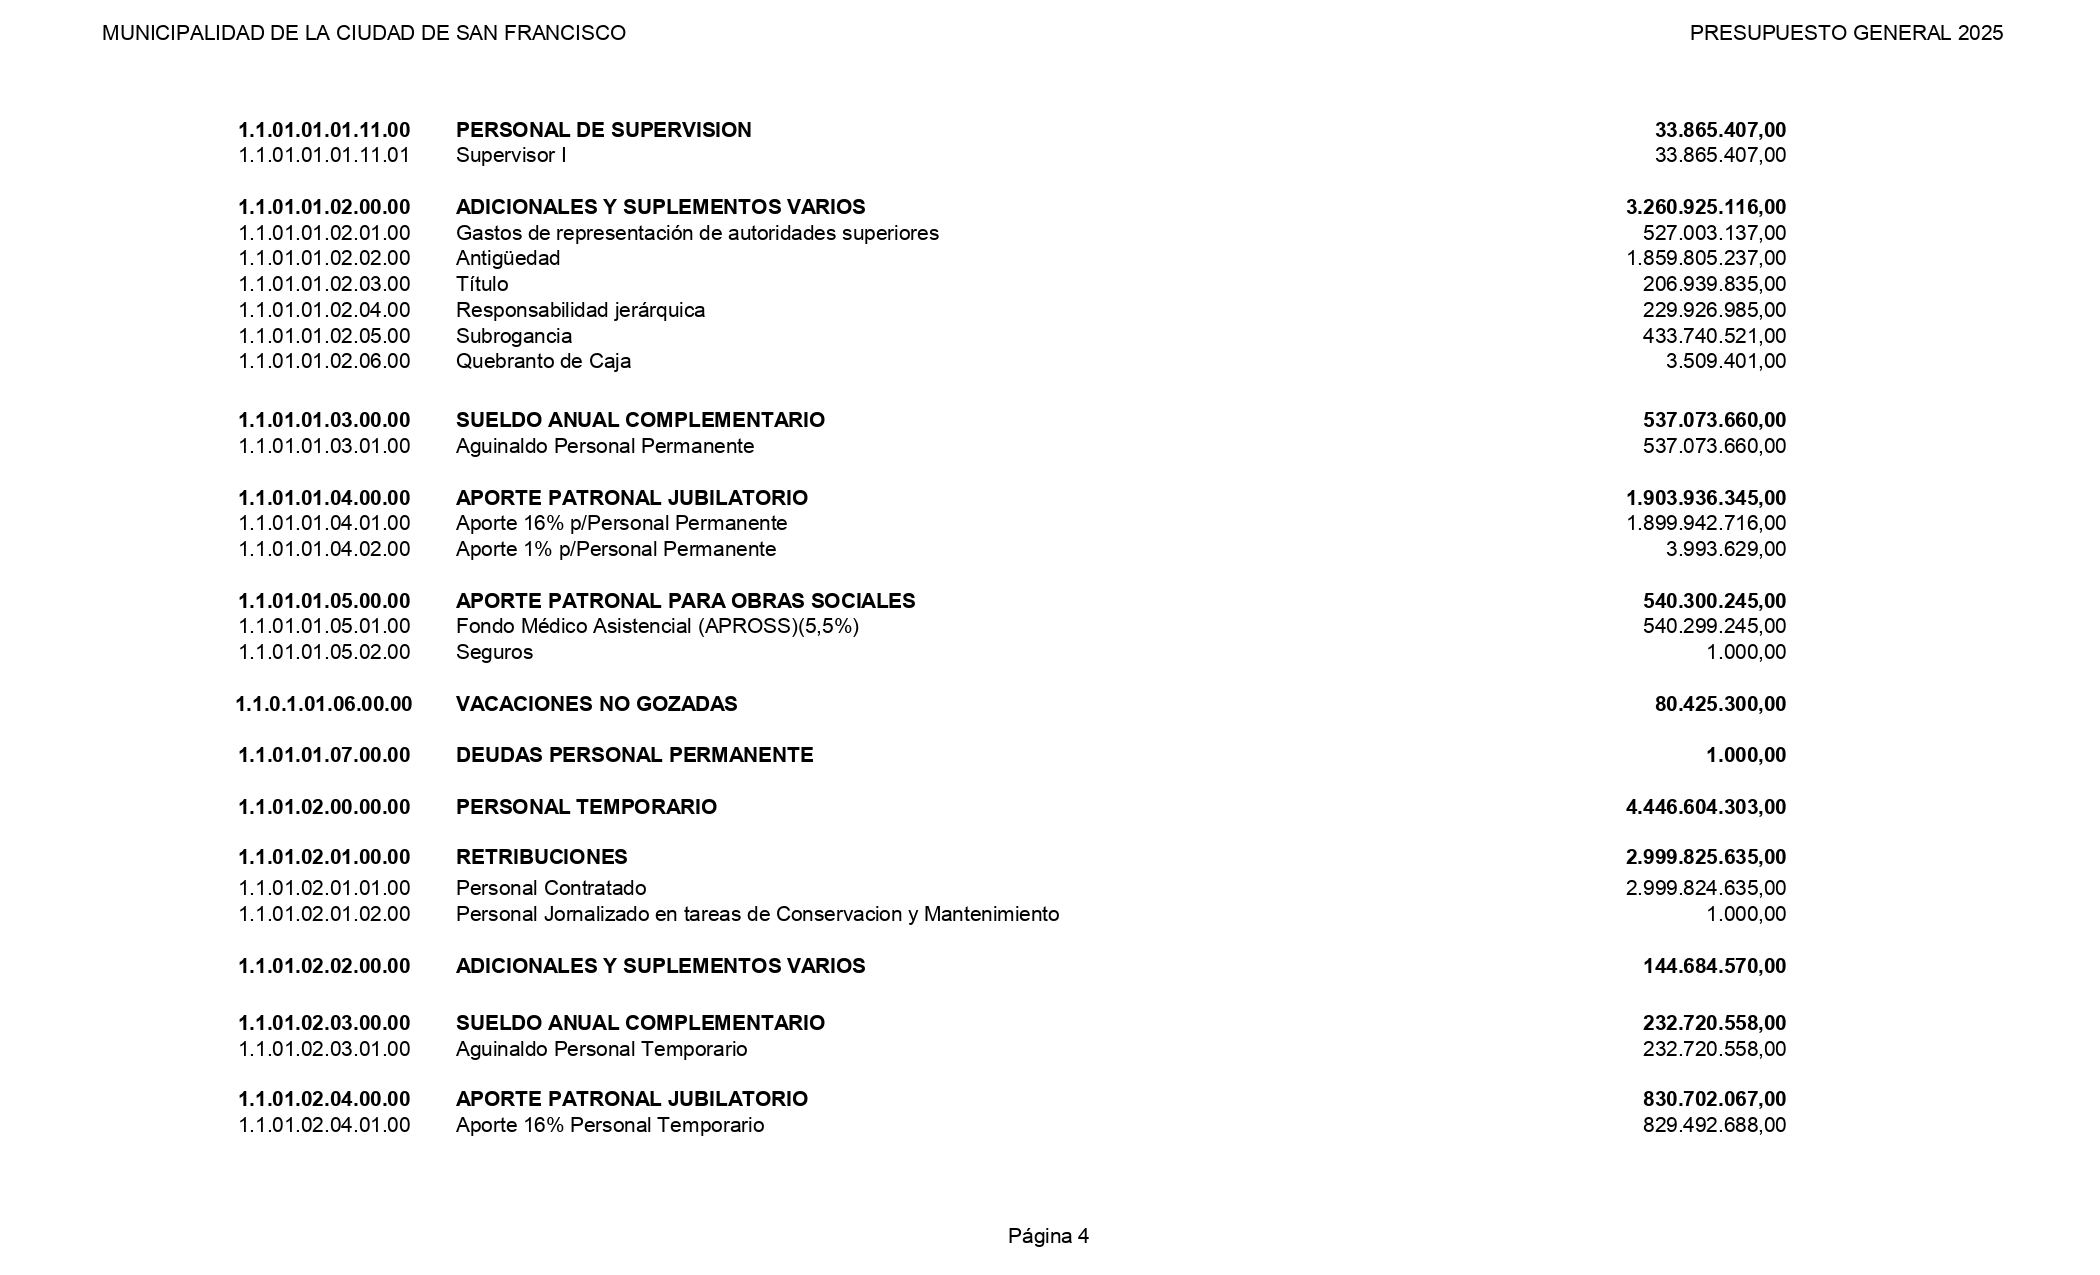 MUNICIPALIDAD DE LA CIUDAD DE SAN FRANCISCO PRESUPUESTO GENERAL 2025
1.1.01.01.01.11.00 PERSONAL DE SUPERVISION 33.865.407,00
1.1.01.01.01.11.01 Supervisor I 33.865.407,00
1.1.01.01.02.00.00 ADICIONALES Y SUPLEMENTOS VARIOS 3.260.925.116,00
1.1.01.01.02.01.00 Gastos de representación de autoridades superiores 527.003.137,00
1.1.01.01.02.02.00 Antigüedad 1.859.805.237,00
1.1.01.01.02.03.00 Título 206.939.835,00
1.1.01.01.02.04.00 Responsabilidad jerárquica 229.926.985,00
1.1.01.01.02.05.00 Subrogancia 433.740.521,00
1.1.01.01.02.06.00 Quebranto de Caja 3.509.401,00
1.1.01.01.03.00.00 SUELDO ANUAL COMPLEMENTARIO 537.073.660,00
1.1.01.01.03.01.00 Aguinaldo Personal Permanente 537.073.660,00
1.1.01.01.04.00.00 APORTE PATRONAL JUBILATORIO 1.903.936.345,00
1.1.01.01.04.01.00 Aporte 16% p/Personal Permanente 1.899.942.716,00
1.1.01.01.04.02.00 Aporte 1% p/Personal Permanente 3.993.629,00
1.1.01.01.05.00.00 APORTE PATRONAL PARA OBRAS SOCIALES 540.300.245,00
1.1.01.01.05.01.00 Fondo Médico Asistencial (APROSS)(5,5%) 540.299.245,00
1.1.01.01.05.02.00 Seguros 1.000,00
1.1.0.1.01.06.00.00 VACACIONES NO GOZADAS 80.425.300,00
1.1.01.01.07.00.00 DEUDAS PERSONAL PERMANENTE 1.000,00
1.1.01.02.00.00.00 PERSONAL TEMPORARIO 4.446.604.303,00
1.1.01.02.01.00.00 RETRIBUCIONES 2.999.825.635,00
1.1.01.02.01.01.00 Personal Contratado 2.999.824.635,00
1.1.01.02.01.02.00 Personal Jornalizado en tareas de Conservacion y Mantenimiento 1.000,00
1.1.01.02.02.00.00 ADICIONALES Y SUPLEMENTOS VARIOS 144.684.570,00
1.1.01.02.03.00.00 SUELDO ANUAL COMPLEMENTARIO 232.720.558,00
1.1.01.02.03.01.00 Aguinaldo Personal Temporario 232.720.558,00
1.1.01.02.04.00.00 APORTE PATRONAL JUBILATORIO 830.702.067,00
1.1.01.02.04.01.00 Aporte 16% Personal Temporario 829.492.688,00
Página 4